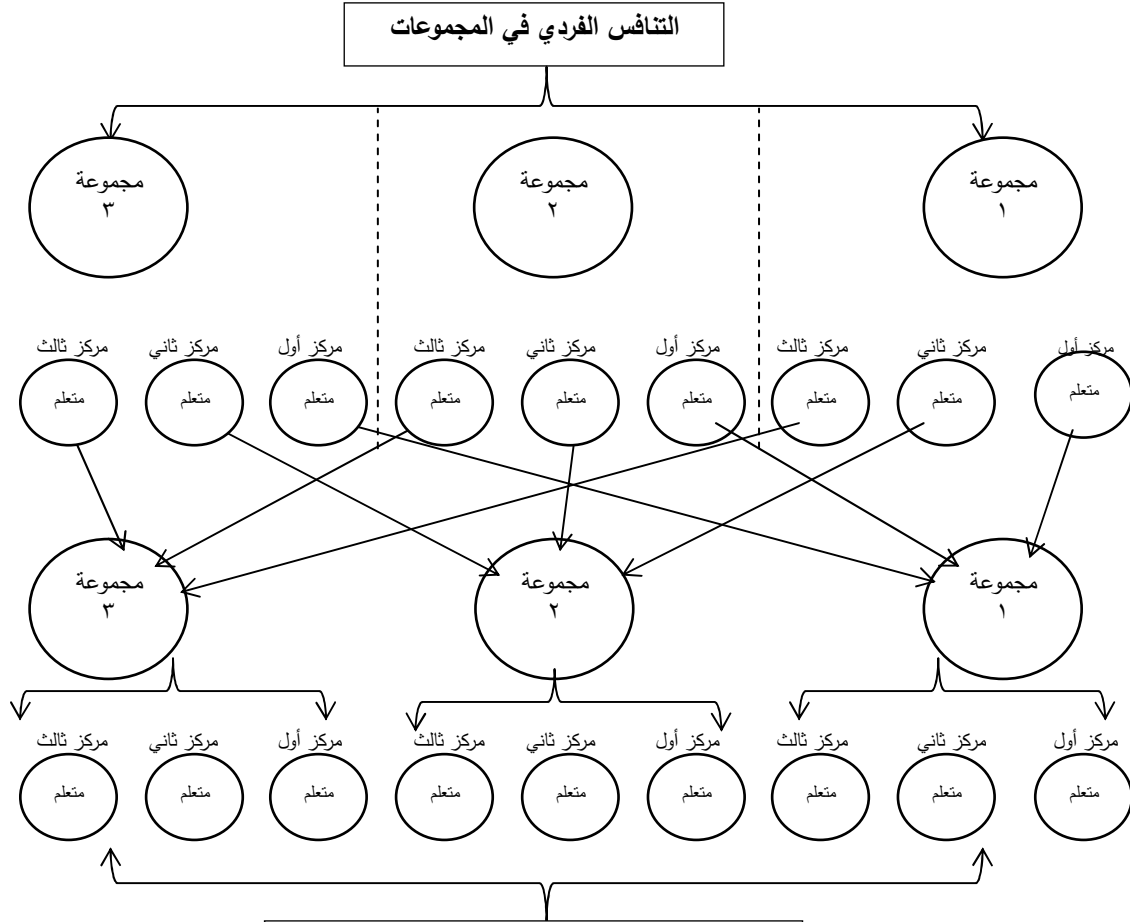 التنافس الفردي في المجموعات
مجموعة
١
مجموعة
٢
مجموعة
٣
مركز أول
مركز ثاني
مركز ثالث
مركز أول
مركز ثاني
مركز ثالث
مركز أول
مركز ثاني
مركز ثالث
متعلم
متعلم
متعلم
متعلم
متعلم
متعلم
متعلم
متعلم
متعلم
مجموعة
١
مجموعة
٢
مجموعة
٣
مركز أول
مركز ثاني
مركز ثالث
مركز أول
مركز ثاني
مركز ثالث
مركز أول
مركز ثاني
مركز ثالث
متعلم
متعلم
متعلم
متعلم
متعلم
متعلم
متعلم
متعلم
متعلم